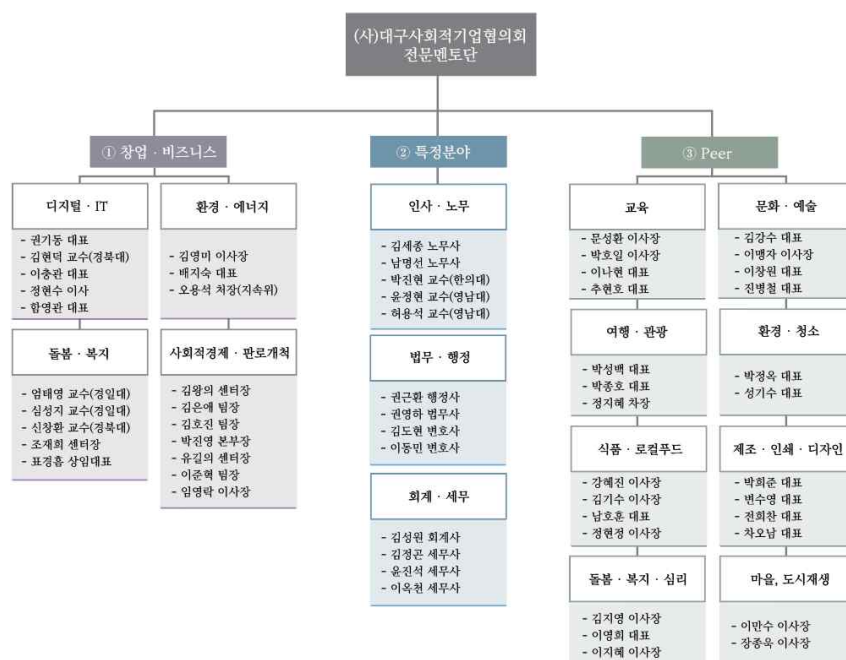 (사)대구사회적기업협의회
전문멘토단
① 창업 · 비즈니스
디지털 · IT
- 권기동 대표
- 김현덕 교수(경북대)
- 이충관 대표
- 정현수 이사
- 함영관 대표
환경 · 에너지
- 김영미 이사장
- 배지숙 대표
- 오용석 처장(지속위)
돌봄 · 복지
- 엄태영 교수(경일대)
- 심성지 교수(경일대)
- 신창환 교수(경북대)
- 조재희 센터장
- 표경흠 상임대표
사회적경제 · 판로개척
- 김왕의 센터장
- 김은애 팀장
- 김호진 팀장
- 박진영 본부장
- 유길의 센터장
- 이준혁 팀장
- 임영락 이사장
② 특정분야
인사 · 노무
- 김세종 노무사
- 남명선 노무사
- 박진현 교수(한의대)
- 윤정현 교수(영남대)
- 허용석 교수(영남대)
법무 · 행정
- 권근환 행정사
- 권영하 법무사
- 김도현 변호사
- 이동민 변호사
회계 · 세무
- 김성원 회계사
- 김정곤 세무사
- 윤진석 세무사
- 이옥천 세무사
③ Peer
교육
- 문성환 이사장
- 박호일 이사장
- 이나현 대표
- 추현호 대표
문화 · 예술
- 김강수 대표
- 이맹자 이사장
- 이창원 대표
- 진병철 대표
여행 · 관광
- 박성백 대표
- 박종호 대표
- 정지혜 차장
환경 · 청소
- 박정옥 대표
- 성기수 대표
식품 · 로컬푸드
- 강혜진 이사장
- 김기수 이사장
- 남호훈 대표
- 정현정 이사장
제조 · 인쇄 · 디자인
- 박희준 대표
- 변수영 대표
- 전희찬 대표
- 차오남 대표
돌봄 · 복지 · 심리
- 김지영 이사장
- 이영희 대표
- 이지혜 이사장
마을, 도시재생
- 이만수 이사장
- 장종욱 이사장